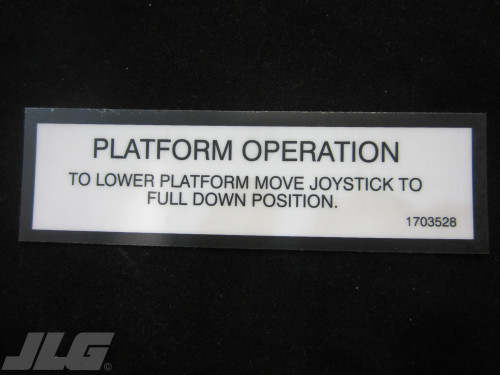 PLATFORM OPERATION
TO LOWER PLATFORM MOVE JOYSTICK TO
FULL DOWN POSITION.
1703528
JLG©